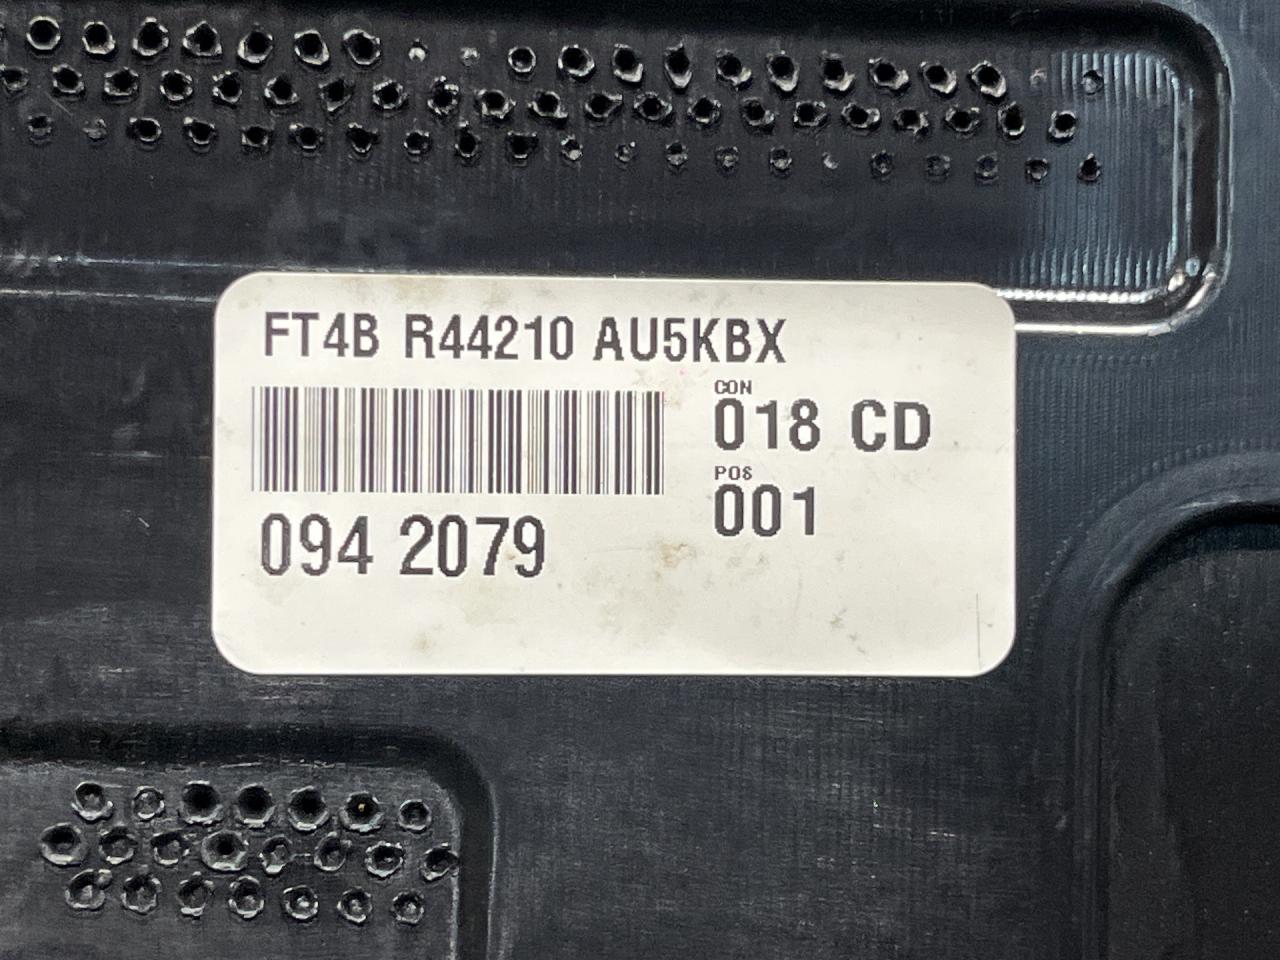 FT4B R44210 AU5KBX
CON
018 CD
POS
001
094 2079